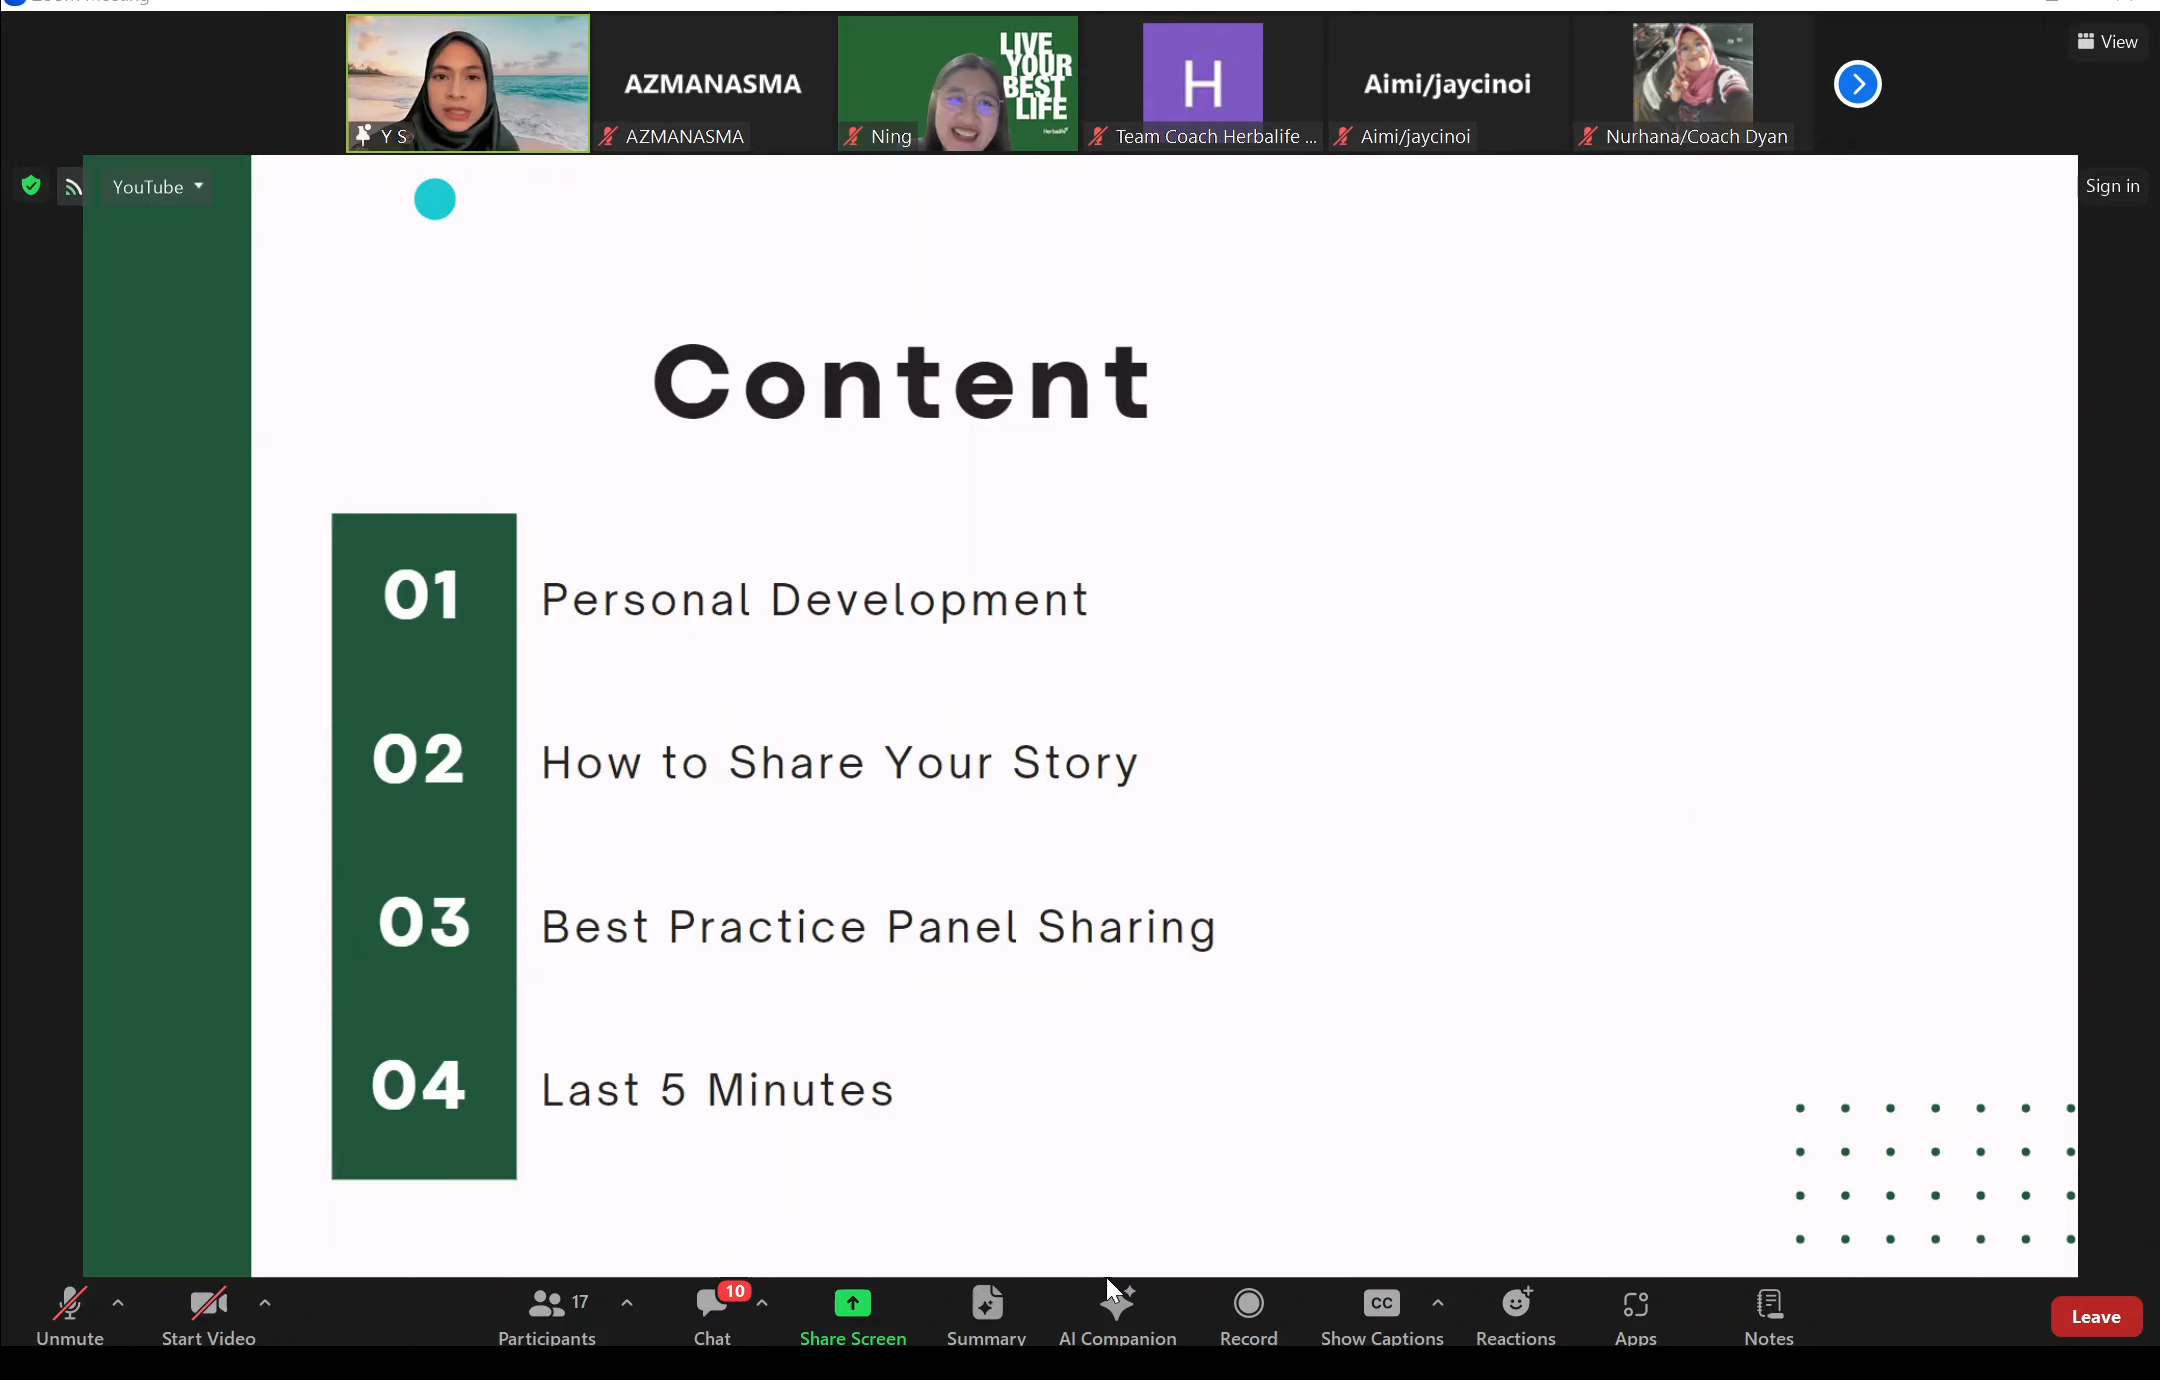 View
AZMANASMA
LIVE
YOUR
BEST
LIFE
H
Aimi/jaycinoi
Y S
AZMANASMA
Ning
Team Coach Herbalife ...
Aimi/jaycinoi
Nurhana/Coach Dyan
YouTube
Sign in
Content
01 Personal Development
02 How to Share Your Story
03 Best Practice Panel Sharing
04 Last 5 Minutes
Unmute
Start Video
17
Participants
10
Chat
Share Screen
Summary
AI Companion
Record
CC
Show Captions
Reactions
Apps
Notes
Leave